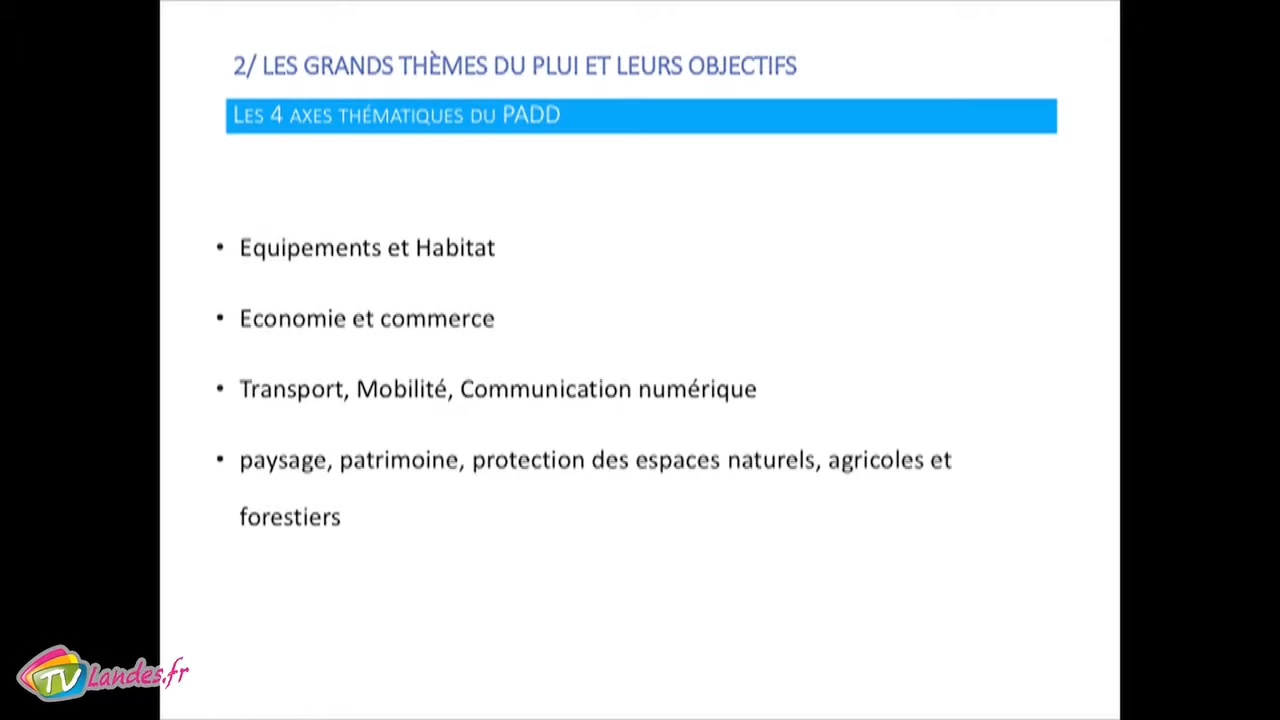 2/ LES GRANDS THÈMES DU PLUI ET LEURS OBJECTIFS
LES 4 AXES THÉMATIQUES DU PADD
• Equipements et Habitat
• Economie et commerce
• Transport, Mobilité, Communication numérique
• paysage, patrimoine, protection des espaces naturels, agricoles et
forestiers
TV Landes.fr